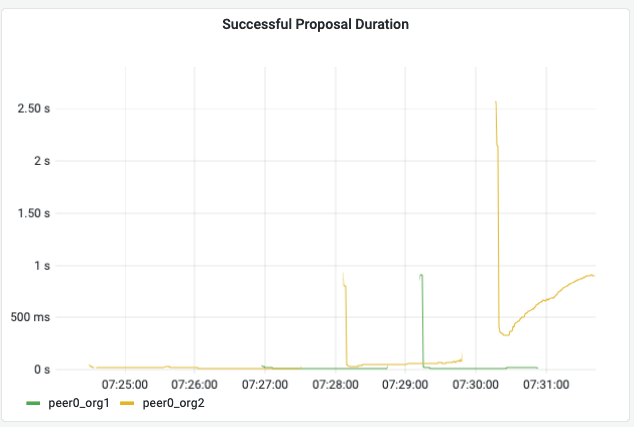 Successful Proposal Duration
2.50 s
2 s
1.50 s
1 s
500 ms
0 s
07:25:00 07:26:00 07:27:00 07:28:00 07:29:00 07:30:00 07:31:00
peer0_org1 peer0_org2